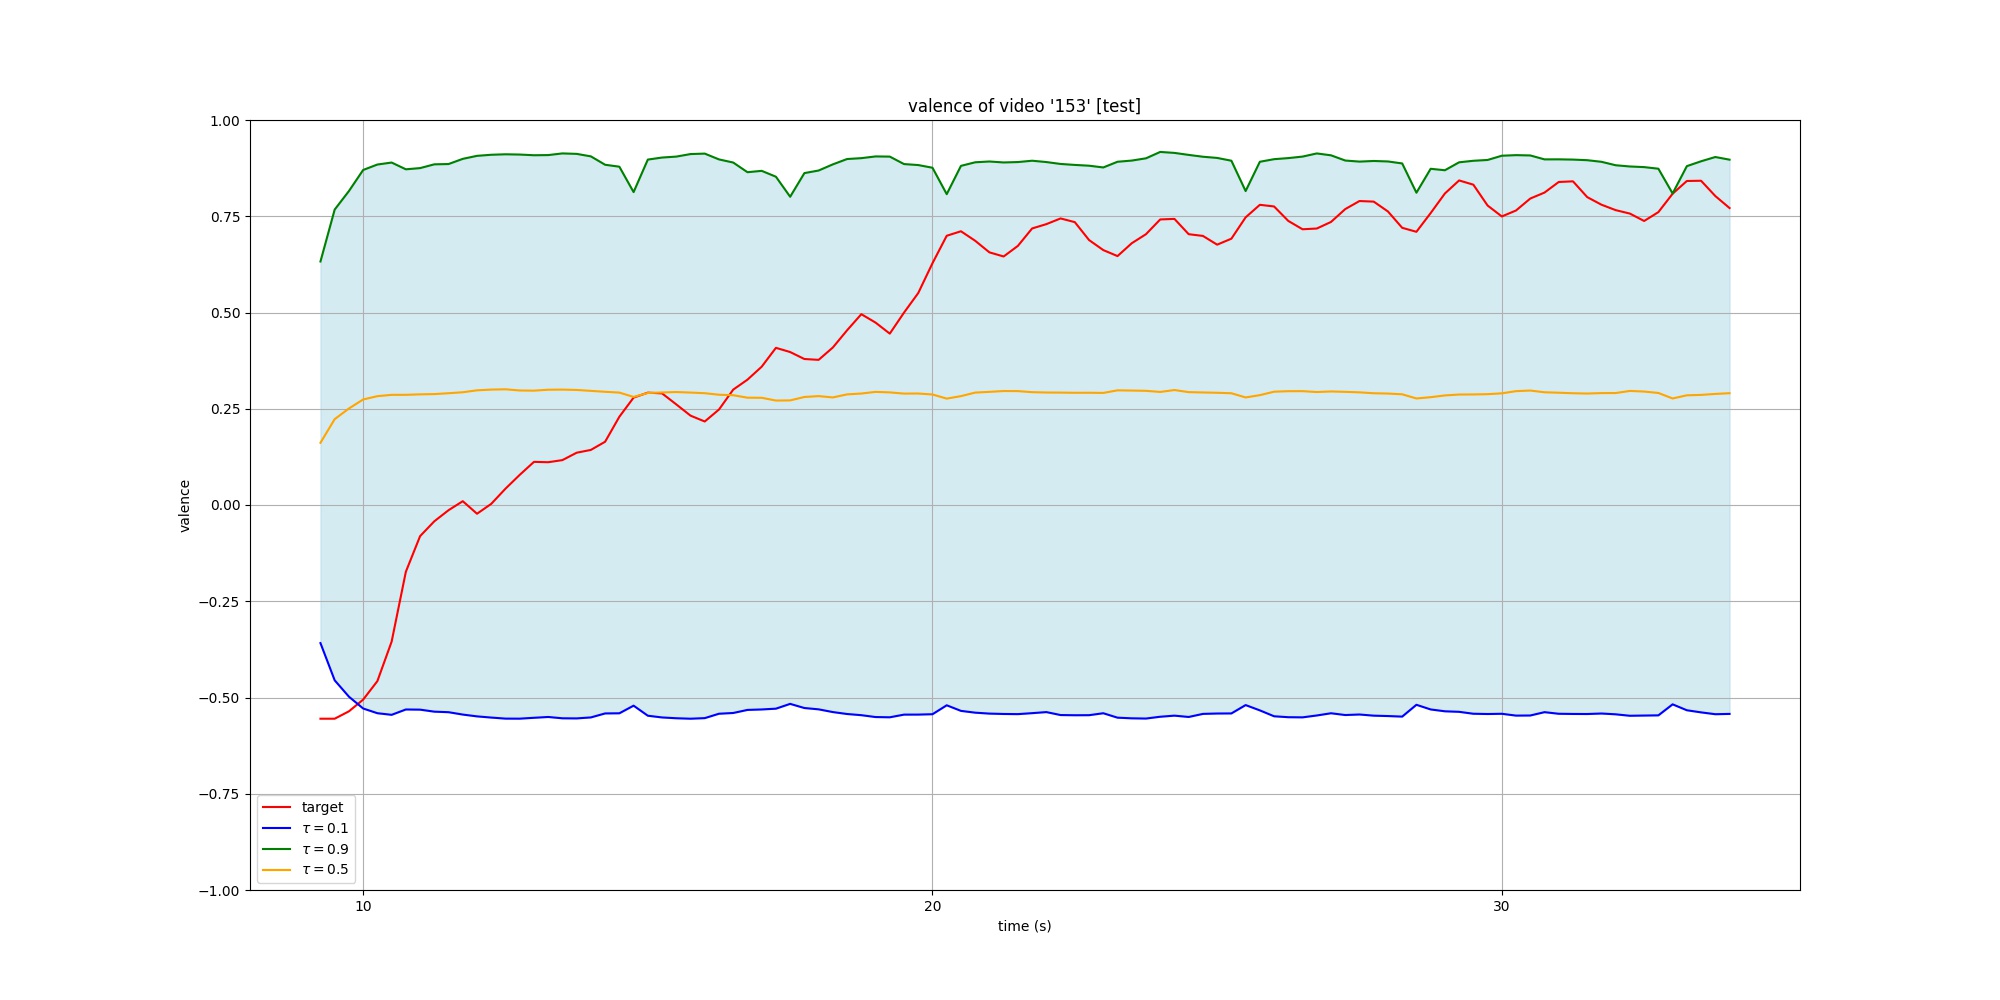 valence of video '153' [test]
1.00
0.75
0.50
0.25
0.00
−0.25
−0.50
−0.75
−1.00
valence
target
τ = 0.1
τ = 0.9
τ = 0.5
10
20
30
time (s)